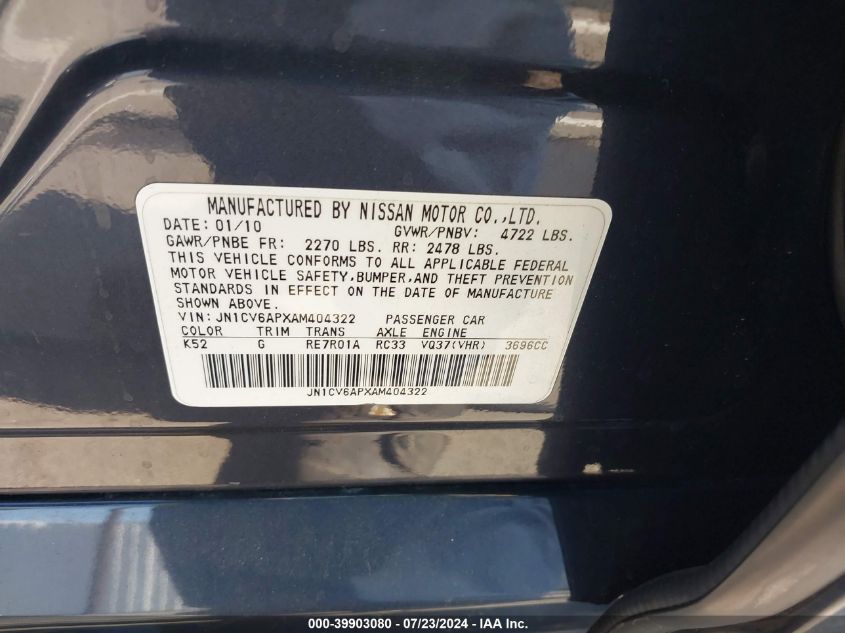 MANUFACTURED BY NISSAN MOTOR CO.,LTD.
DATE: 01/10 GVWR/PNBV: 4722 LBS.
GAWR/PNBE FR: 2270 LBS. RR: 2478 LBS.
THIS VEHICLE CONFORMS TO ALL APPLICABLE FEDERAL
MOTOR VEHICLE SAFETY,BUMPER,AND THEFT PREVENTION
STANDARDS IN EFFECT ON THE DATE OF MANUFACTURE
SHOWN ABOVE.
VIN: JN1CV6APXAM404322 PASSENGER CAR
COLOR TRIM TRANS AXLE ENGINE
K52 G RE7R01A RC33 VQ37(VHR) 3696CC
JN1CV6APXAM404322
000-39903080 - 07/23/2024 - IAA Inc.